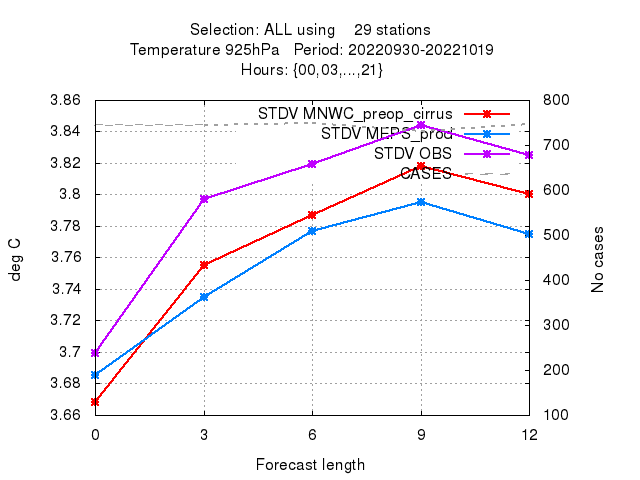 Selection: ALL using 29 stations
Temperature 925hPa Period: 20220930-20221019
Hours: {00,03,...,21}
3.86 800
STDV MNWC_preop_cirrus
3.84
STDV MEPS_prod
700
STDV OBS
3.82
CASES
3.8 600
3.78
500
3.76
deg C
No cases
400
3.74
3.72 300
3.7
200
3.68
3.66 100
0 3 6 9 12
Forecast length